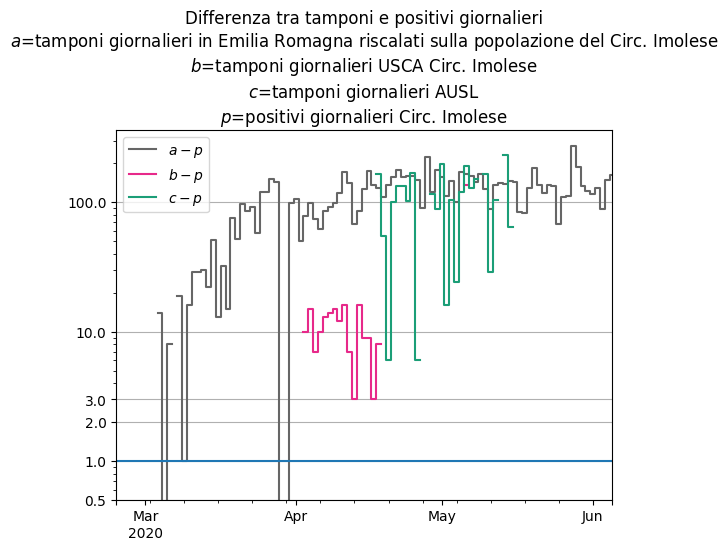 Differenza tra tamponi e positivi giornalieri
a=tamponi giornalieri in Emilia Romagna riscalati sulla popolazione del Circ. Imolese
b=tamponi giornalieri USCA Circ. Imolese
c=tamponi giornalieri AUSL
p=positivi giornalieri Circ. Imolese
a − p
b − p
c − p
100.0
10.0
3.0
2.0
1.0
0.5
Mar
2020
Apr
May
Jun